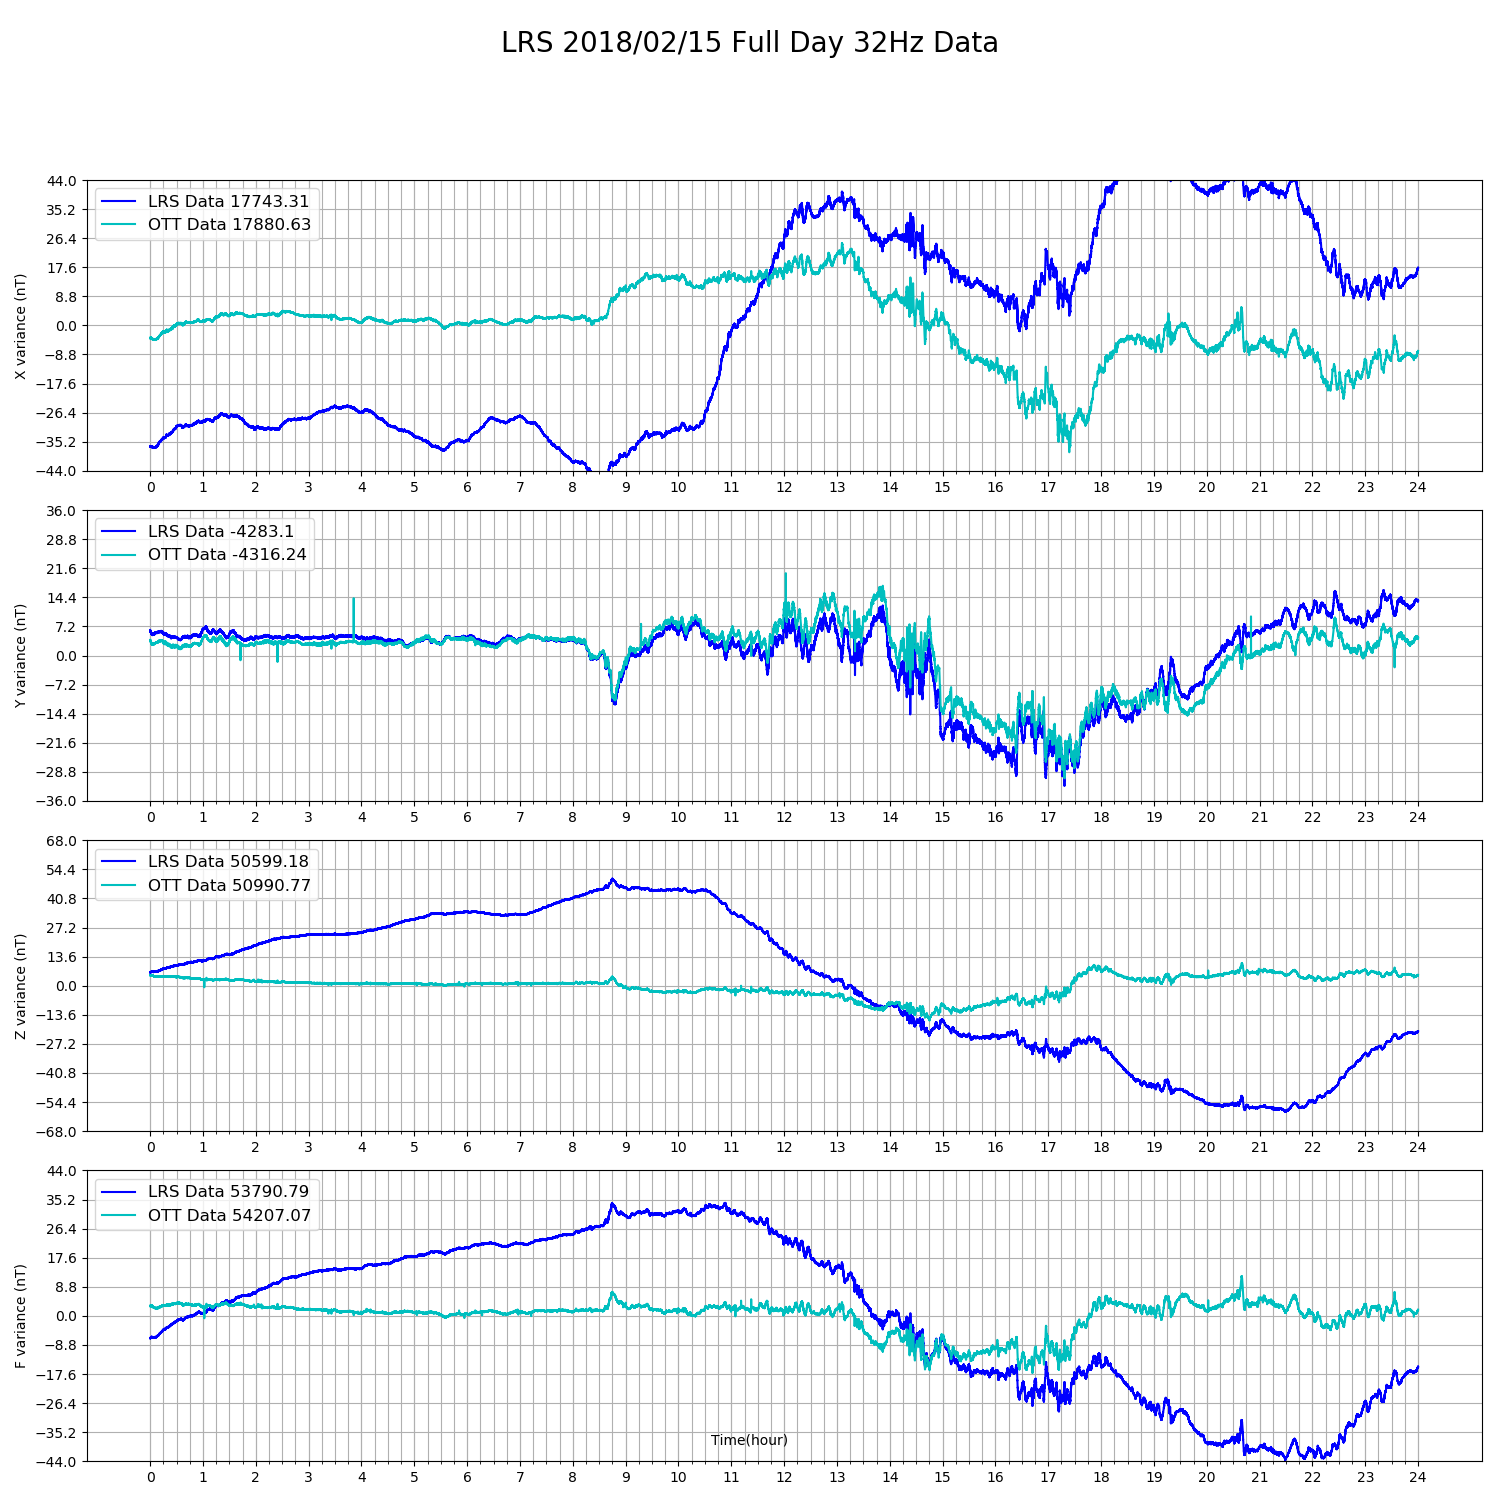 LRS 2018/02/15 Full Day 32Hz Data
X variance (nT)
44.0
35.2
26.4
17.6
8.8
0.0
−8.8
−17.6
−26.4
−35.2
−44.0
LRS Data 17743.31
OTT Data 17880.63
0 1 2 3 4 5 6 7 8 9 10 11 12 13 14 15 16 17 18 19 20 21 22 23 24
Y variance (nT)
36.0
28.8
21.6
14.4
7.2
0.0
−7.2
−14.4
−21.6
−28.8
−36.0
LRS Data -4283.1
OTT Data -4316.24
0 1 2 3 4 5 6 7 8 9 10 11 12 13 14 15 16 17 18 19 20 21 22 23 24
Z variance (nT)
68.0
54.4
40.8
27.2
13.6
0.0
−13.6
−27.2
−40.8
−54.4
−68.0
LRS Data 50599.18
OTT Data 50990.77
0 1 2 3 4 5 6 7 8 9 10 11 12 13 14 15 16 17 18 19 20 21 22 23 24
F variance (nT)
44.0
35.2
26.4
17.6
8.8
0.0
−8.8
−17.6
−26.4
−35.2
−44.0
LRS Data 53790.79
OTT Data 54207.07
Time(hour)
0 1 2 3 4 5 6 7 8 9 10 11 12 13 14 15 16 17 18 19 20 21 22 23 24